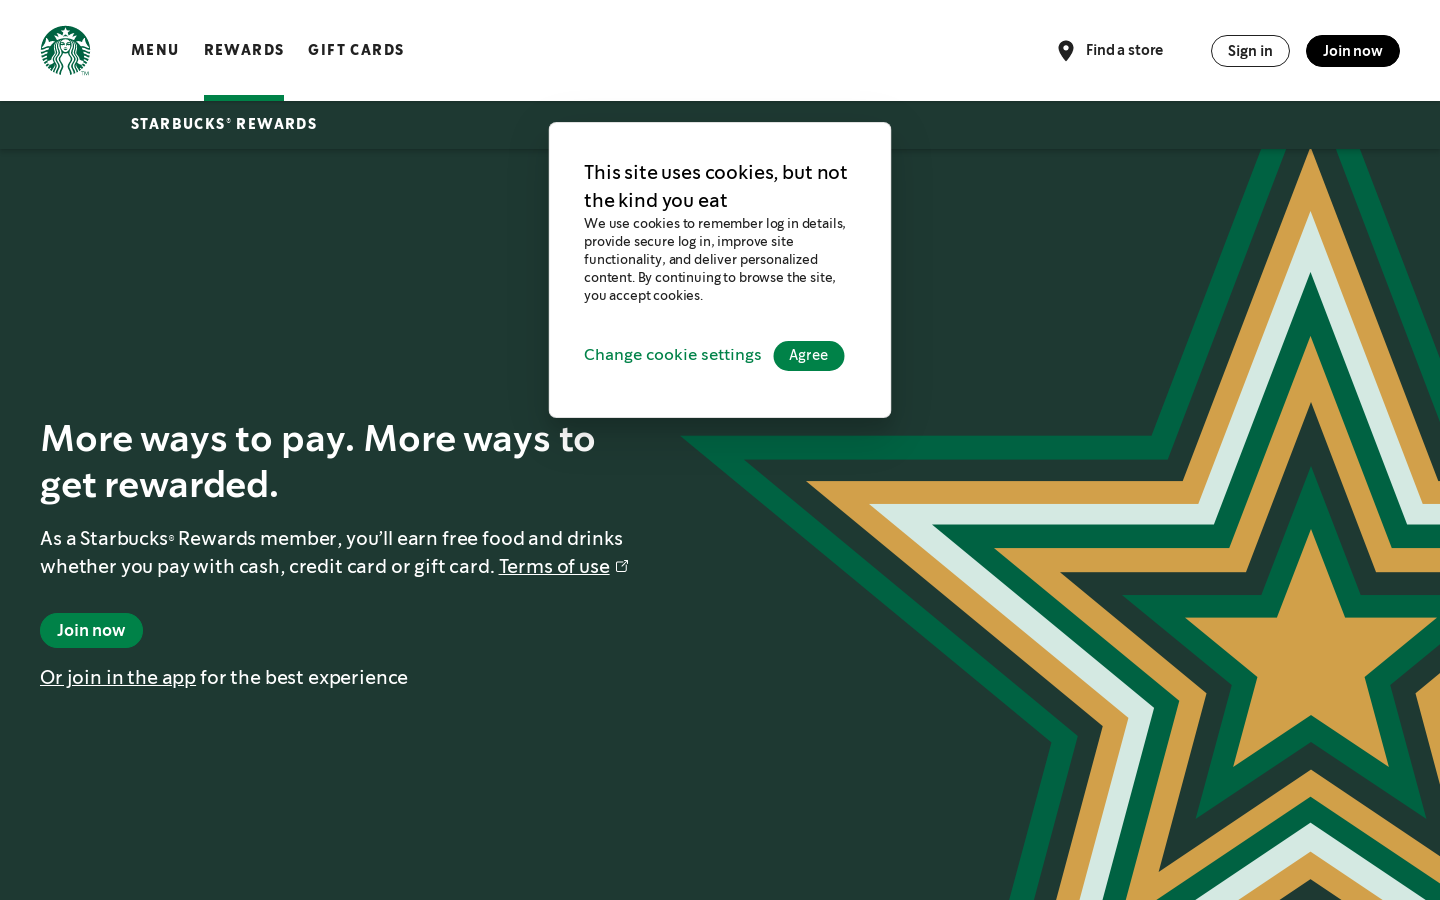 MENU REWARDS GIFT CARDS Find a store Sign in Join now
TM
STARBUCKS® REWARDS
This site uses cookies, but not
the kind you eat
We use cookies to remember log in details,
provide secure log in, improve site
functionality, and deliver personalized
content. By continuing to browse the site,
you accept cookies.
Change cookie settings Agree
More ways to pay. More ways to
get rewarded.
As a Starbucks® Rewards member, you’ll earn free food and drinks
whether you pay with cash, credit card or gift card. Terms of use
Join now
Or join in the app for the best experience